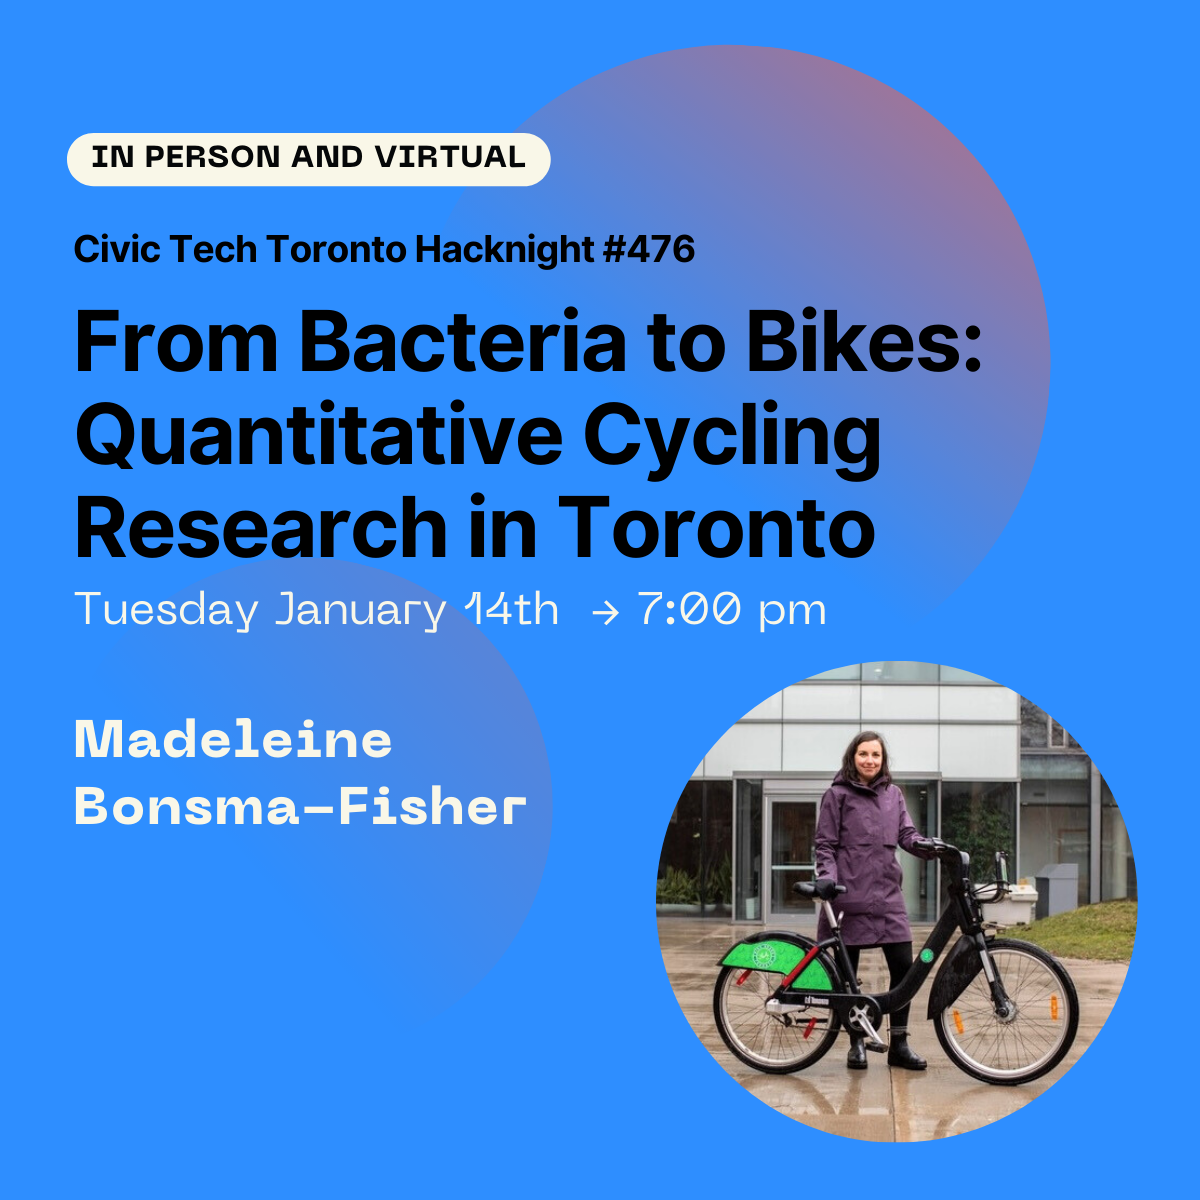 IN PERSON AND VIRTUAL
Civic Tech Toronto Hacknight #476
From Bacteria to Bikes:
Quantitative Cycling
Research in Toronto
Tuesday January 14th → 7:00 pm
Madeleine
Bonsma-Fisher